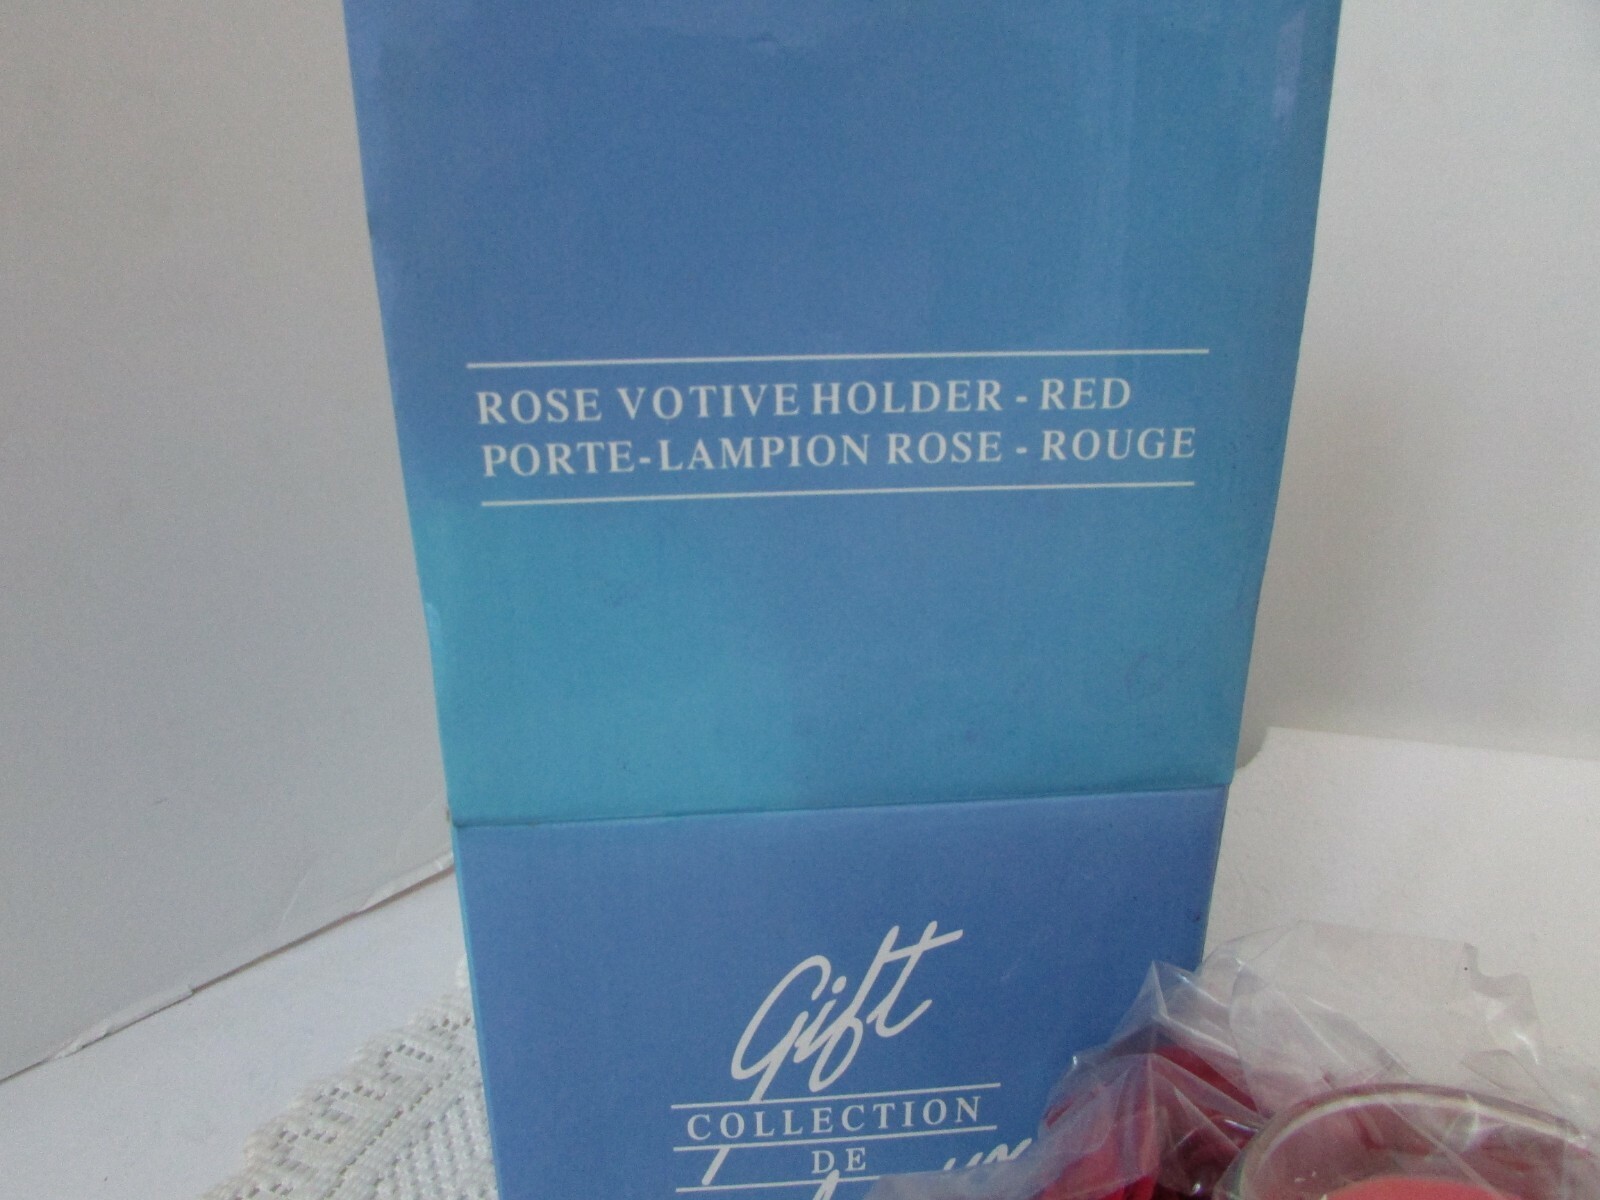 ROSE VOTIVE HOLDER - RED
PORTE-LAMPION ROSE - ROUGE
Gift
COLLECTION
DE